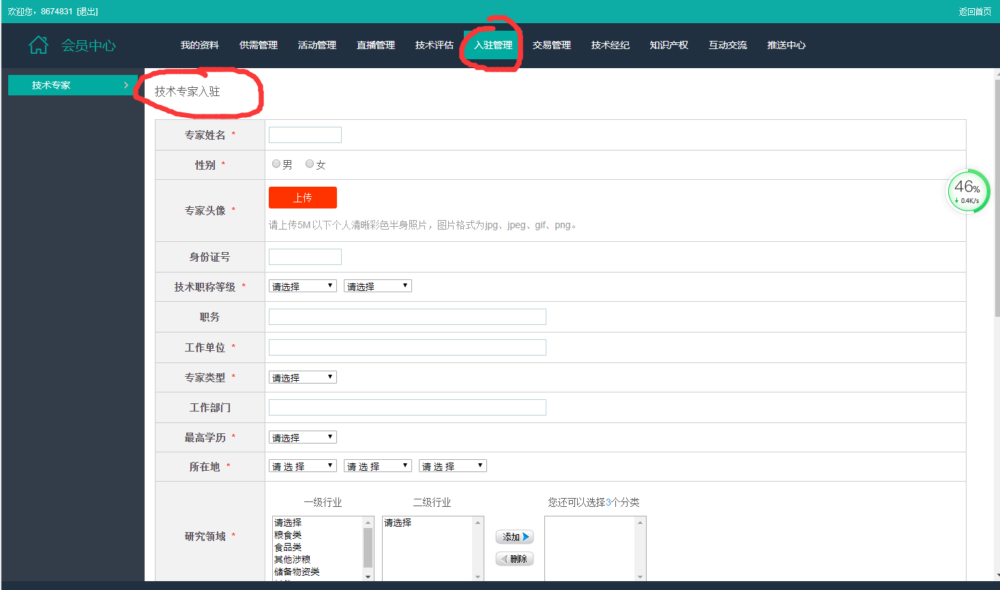 欢迎您，8674831 [退出] 返回首页
会员中心 我的资料 供需管理 活动管理 直播管理 技术评估 入驻管理 交易管理 技术经纪 知识产权 互动交流 推送中心
技术专家
技术专家入驻
专家姓名 *
性别 * 男 女
专家头像 * 上传
请上传5M以下个人清晰彩色半身照片，图片格式为jpg、jpeg、gif、png。
46%
0.4K/s
身份证号
技术职称等级 * 请选择 请选择
职务
工作单位 *
专家类型 * 请选择
工作部门
最高学历 * 请选择
所在地 * 请 选 择 请 选 择 请 选 择
一级行业 二级行业 您还可以选择3个分类
研究领域 *
请选择 请选择
粮食类
食品类
其他涉粮
储备物资类
添加
删除